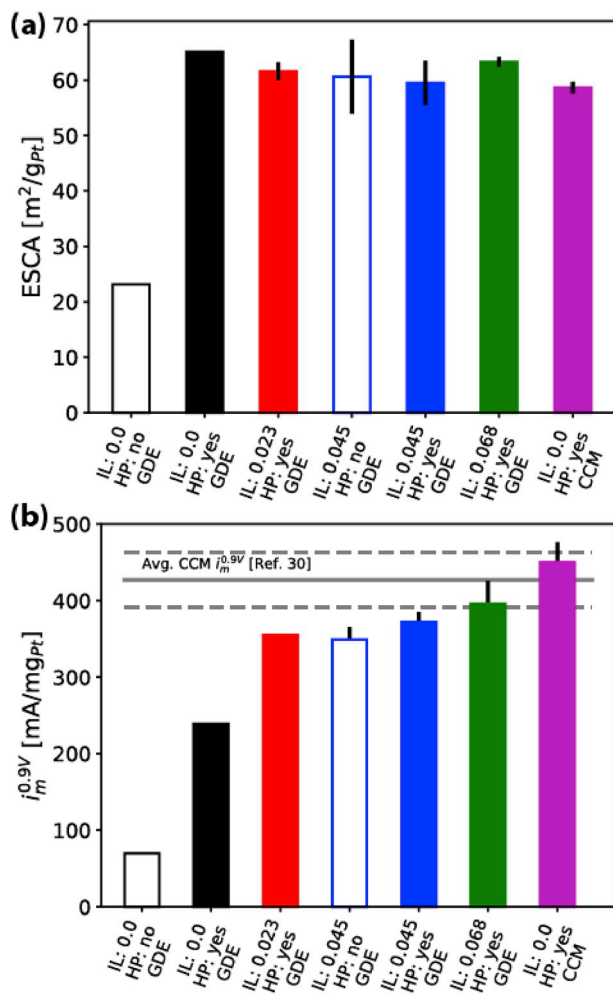 (a)
70
60
50
40
30
20
10
0
ESCA [m²/gPt]
IL: 0.0 HP: no GDE
IL: 0.0 HP: yes GDE
IL: 0.023 HP: yes GDE
IL: 0.045 HP: no GDE
IL: 0.045 HP: yes GDE
IL: 0.068 HP: yes GDE
IL: 0.0 HP: yes CCM
(b)
500
400
300
200
100
0
i_m^0.9V [mA/mgPt]
Avg. CCM i_m^0.9V [Ref. 30]
IL: 0.0 HP: no GDE
IL: 0.0 HP: yes GDE
IL: 0.023 HP: yes GDE
IL: 0.045 HP: no GDE
IL: 0.045 HP: yes GDE
IL: 0.068 HP: yes GDE
IL: 0.0 HP: yes CCM